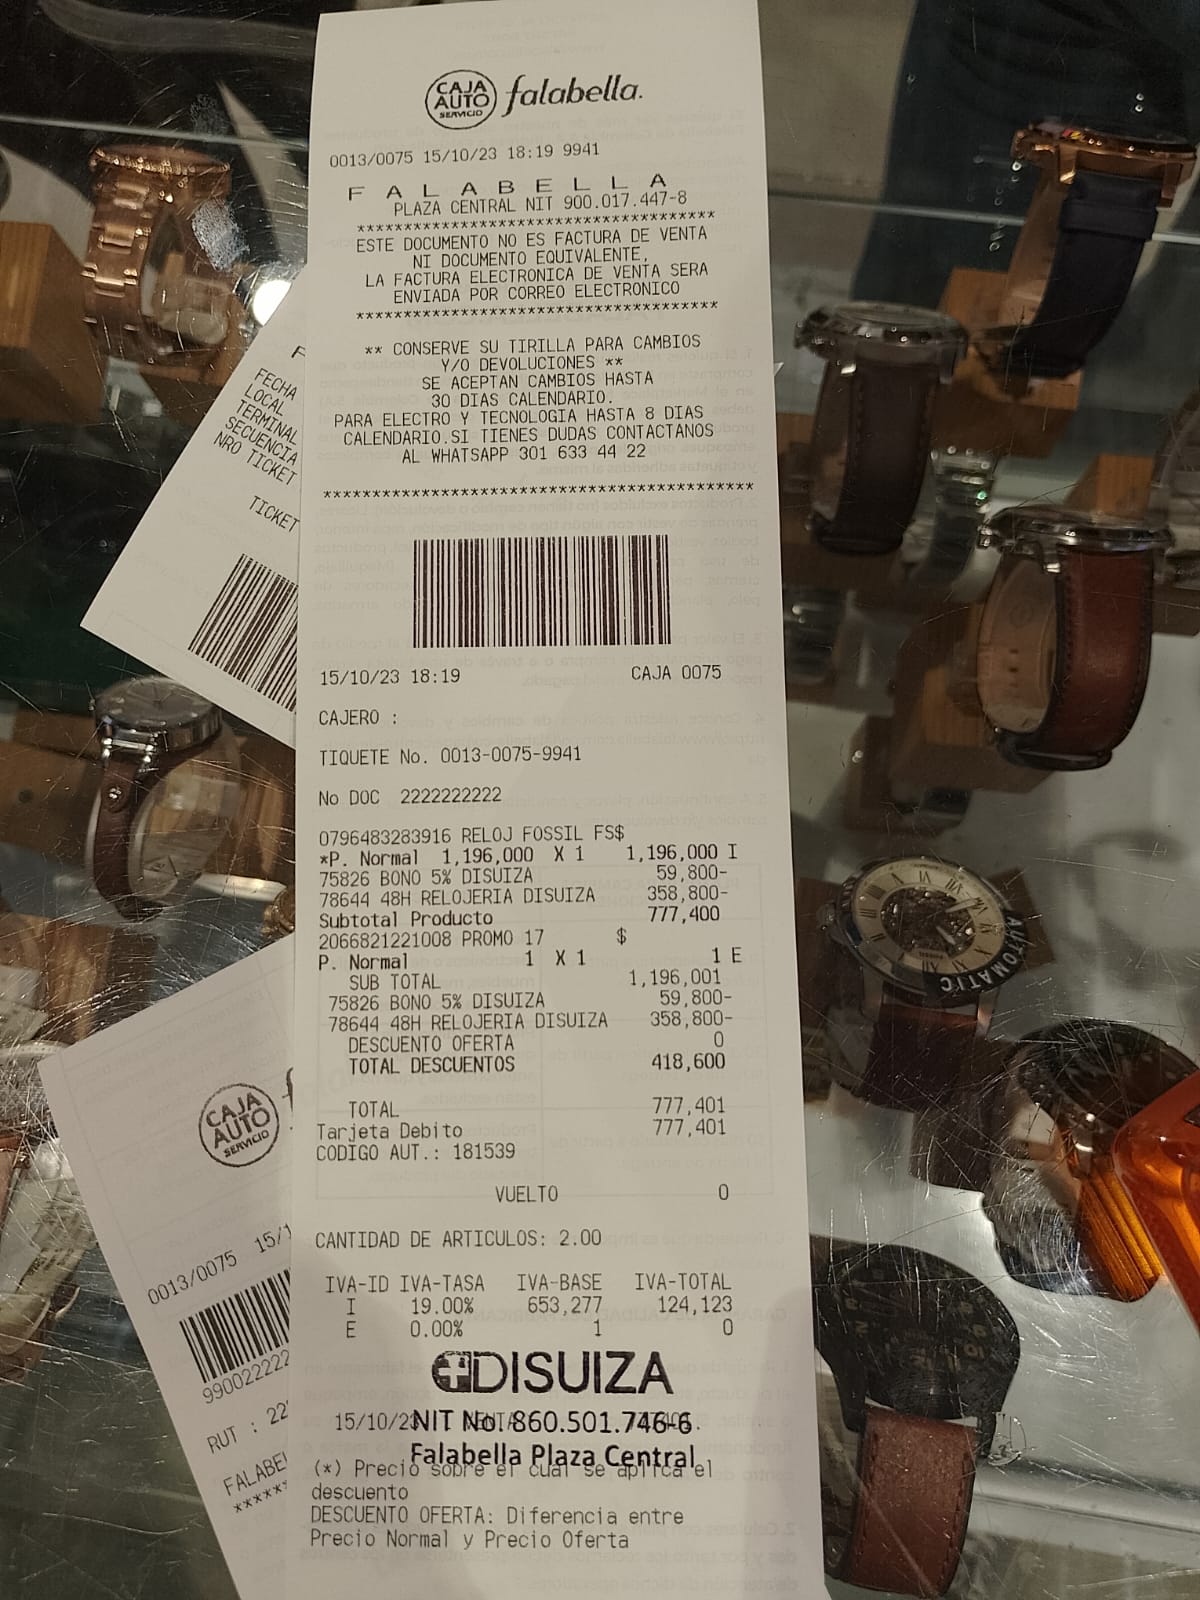 CAJA
AUTO
SERVICIO
falabella.
0013/0075 15/10/23 18:19 9941
F A L A B E L L A
PLAZA CENTRAL NIT 900.017.447-8
*************************************
ESTE DOCUMENTO NO ES FACTURA DE VENTA
NI DOCUMENTO EQUIVALENTE,
LA FACTURA ELECTRONICA DE VENTA SERA
ENVIADA POR CORREO ELECTRONICO
*************************************
** CONSERVE SU TIRILLA PARA CAMBIOS
Y/O DEVOLUCIONES **
SE ACEPTAN CAMBIOS HASTA
30 DIAS CALENDARIO.
PARA ELECTRO Y TECNOLOGIA HASTA 8 DIAS
CALENDARIO.SI TIENES DUDAS CONTACTANOS
AL WHATSAPP 301 633 44 22
********************************************
15/10/23 18:19 CAJA 0075
CAJERO :
TIQUETE No. 0013-0075-9941
No DOC 2222222222
0796483283916 RELOJ FOSSIL FS$
*P. Normal 1,196,000 X 1 1,196,000 I
75826 BONO 5% DISUIZA 59,800-
78644 48H RELOJERIA DISUIZA 358,800-
Subtotal Producto 777,400
2066821221008 PROMO 17 $
P. Normal 1 X 1 1 E
SUB TOTAL 1,196,001
75826 BONO 5% DISUIZA 59,800-
78644 48H RELOJERIA DISUIZA 358,800-
DESCUENTO OFERTA 0
TOTAL DESCUENTOS 418,600
TOTAL 777,401
Tarjeta Debito 777,401
CODIGO AUT.: 181539
VUELTO 0
CANTIDAD DE ARTICULOS: 2.00
IVA-ID IVA-TASA IVA-BASE IVA-TOTAL
I 19.00% 653,277 124,123
E 0.00% 1 0
DISUIZA
15/10/23
NIT No. 860.501.746-6
Falabella Plaza Central
(*) Precio sobre el cual se aplica el
descuento
DESCUENTO OFERTA: Diferencia entre
Precio Normal y Precio Oferta
FECHA
LOCAL
TERMINAL
SECUENCIA
NRO TICKET
TICKET
CAJA
AUTO
SERVICIO
0013/0075 15/1
99002222
RUT : 22
FALABE
******
AUTOMATIC